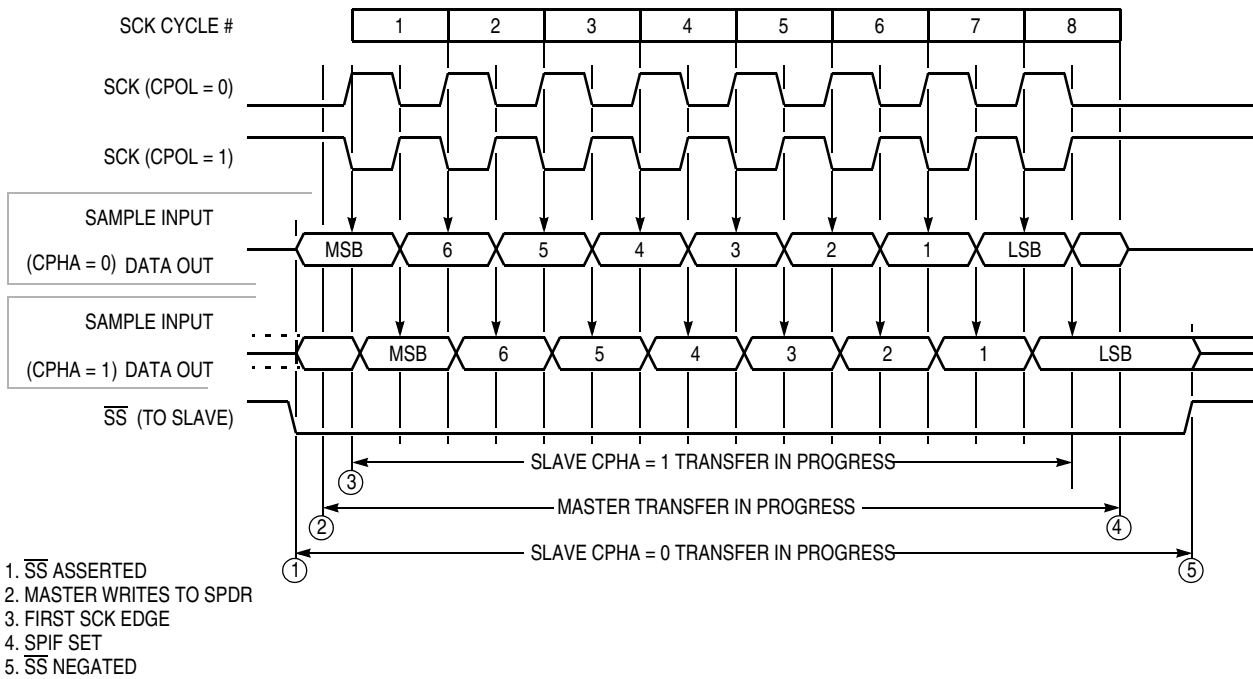 SCK CYCLE # 1 2 3 4 5 6 7 8
SCK (CPOL = 0)
SCK (CPOL = 1)
SAMPLE INPUT
(CPHA = 0) DATA OUT MSB 6 5 4 3 2 1 LSB
SAMPLE INPUT
(CPHA = 1) DATA OUT MSB 6 5 4 3 2 1 LSB
SS (TO SLAVE)
SLAVE CPHA = 1 TRANSFER IN PROGRESS
3
MASTER TRANSFER IN PROGRESS
2 4
SLAVE CPHA = 0 TRANSFER IN PROGRESS
1 5
1. SS ASSERTED
2. MASTER WRITES TO SPDR
3. FIRST SCK EDGE
4. SPIF SET
5. SS NEGATED